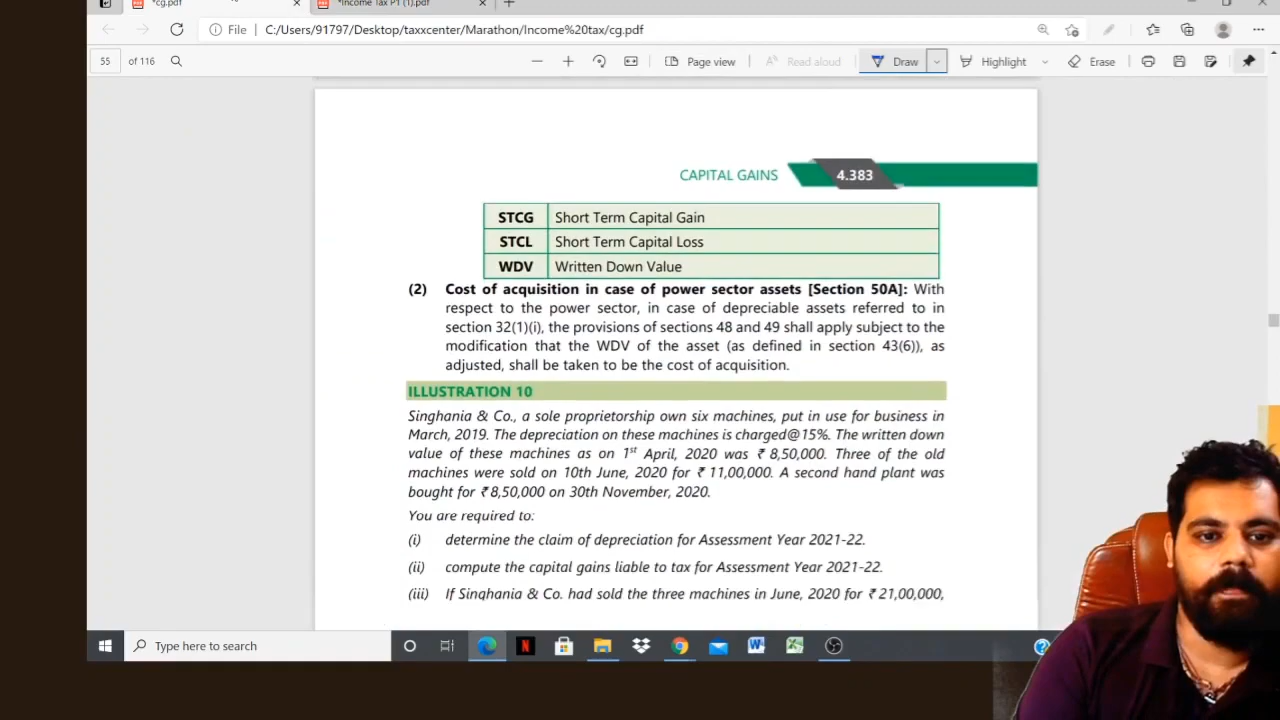 *cg.pdf
*Income Tax P1 (1).pdf
File
C:/Users/91797/Desktop/taxxcenter/Marathon/Income%20tax/cg.pdf
55 of 116
Page view
Read aloud
Draw
Highlight
Erase
CAPITAL GAINS 4.383
STCG Short Term Capital Gain
STCL Short Term Capital Loss
WDV Written Down Value
(2) Cost of acquisition in case of power sector assets [Section 50A]: With
respect to the power sector, in case of depreciable assets referred to in
section 32(1)(i), the provisions of sections 48 and 49 shall apply subject to the
modification that the WDV of the asset (as defined in section 43(6)), as
adjusted, shall be taken to be the cost of acquisition.
ILLUSTRATION 10
Singhania & Co., a sole proprietorship own six machines, put in use for business in
March, 2019. The depreciation on these machines is charged@15%. The written down
value of these machines as on 1st April, 2020 was ₹ 8,50,000. Three of the old
machines were sold on 10th June, 2020 for ₹ 11,00,000. A second hand plant was
bought for ₹ 8,50,000 on 30th November, 2020.
You are required to:
(i) determine the claim of depreciation for Assessment Year 2021-22.
(ii) compute the capital gains liable to tax for Assessment Year 2021-22.
(iii) If Singhania & Co. had sold the three machines in June, 2020 for ₹ 21,00,000,
Type here to search